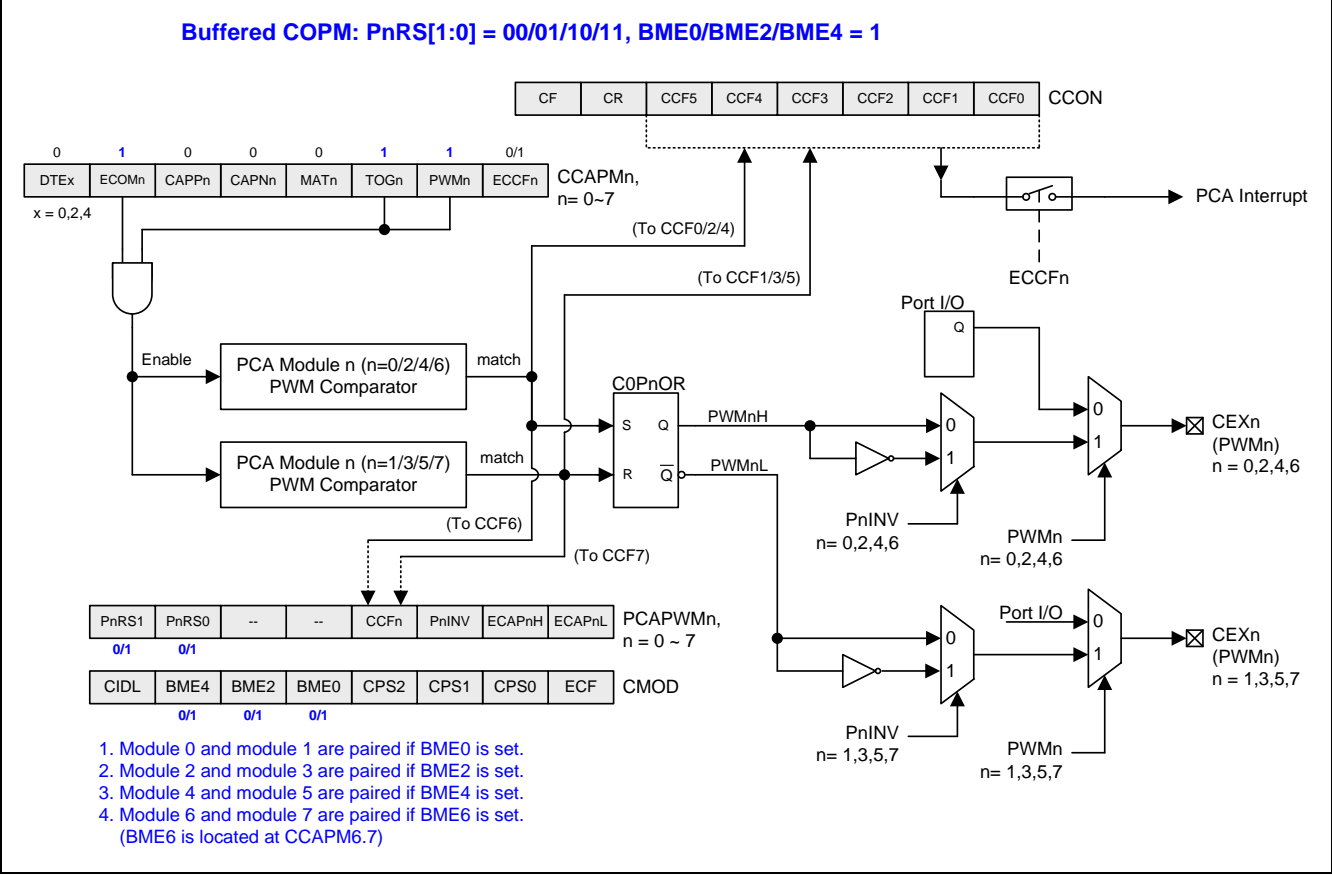 Buffered COPM: PnRS[1:0] = 00/01/10/11, BME0/BME2/BME4 = 1
CF CR CCF5 CCF4 CCF3 CCF2 CCF1 CCF0 CCON
0 1 0 0 0 1 1 0/1
DTEx ECOMn CAPPn CAPNn MATn TOGn PWMn ECCFn
CCAPMn,
n= 0~7
x = 0,2,4
PCA Interrupt
(To CCF0/2/4)
(To CCF1/3/5)
ECCFn
Port I/O
Q
Enable
PCA Module n (n=0/2/4/6)
PWM Comparator
match
C0PnOR
S Q
R Q
PWMnH
PWMnL
0
1
0
1
CEXn
(PWMn)
n = 0,2,4,6
PCA Module n (n=1/3/5/7)
PWM Comparator
match
PnINV
n= 0,2,4,6
PWMn
n= 0,2,4,6
(To CCF6)
(To CCF7)
PnRS1 PnRS0 -- -- CCFn PnINV ECAPnH ECAPnL
PCAPWMn,
n = 0 ~ 7
0/1 0/1
CIDL BME4 BME2 BME0 CPS2 CPS1 CPS0 ECF CMOD
0/1 0/1 0/1
Port I/O
0
1
0
1
CEXn
(PWMn)
n = 1,3,5,7
PnINV
n= 1,3,5,7
PWMn
n= 1,3,5,7
1. Module 0 and module 1 are paired if BME0 is set.
2. Module 2 and module 3 are paired if BME2 is set.
3. Module 4 and module 5 are paired if BME4 is set.
4. Module 6 and module 7 are paired if BME6 is set.
(BME6 is located at CCAPM6.7)